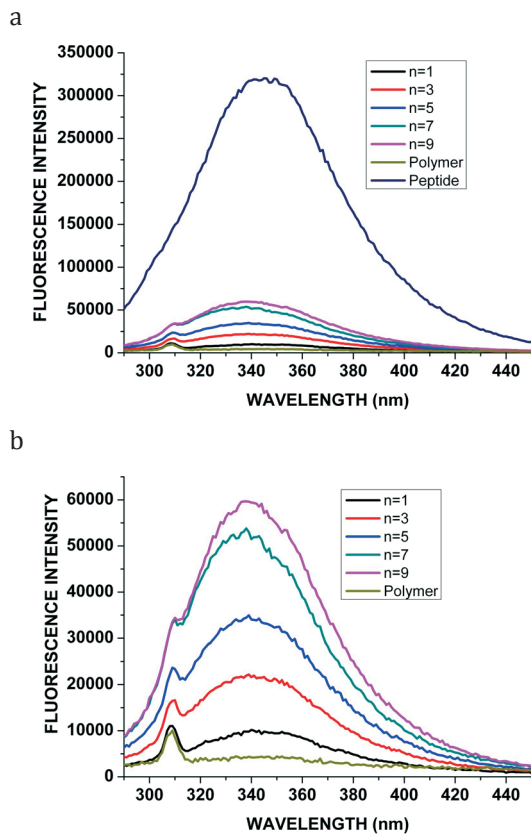 a
350000
300000
250000
200000
150000
100000
50000
0
FLUORESCENCE INTENSITY
n=1
n=3
n=5
n=7
n=9
Polymer
Peptide
300 320 340 360 380 400 420 440
WAVELENGTH (nm)
b
60000
50000
40000
30000
20000
10000
0
FLUORESCENCE INTENSITY
n=1
n=3
n=5
n=7
n=9
Polymer
300 320 340 360 380 400 420 440
WAVELENGTH (nm)